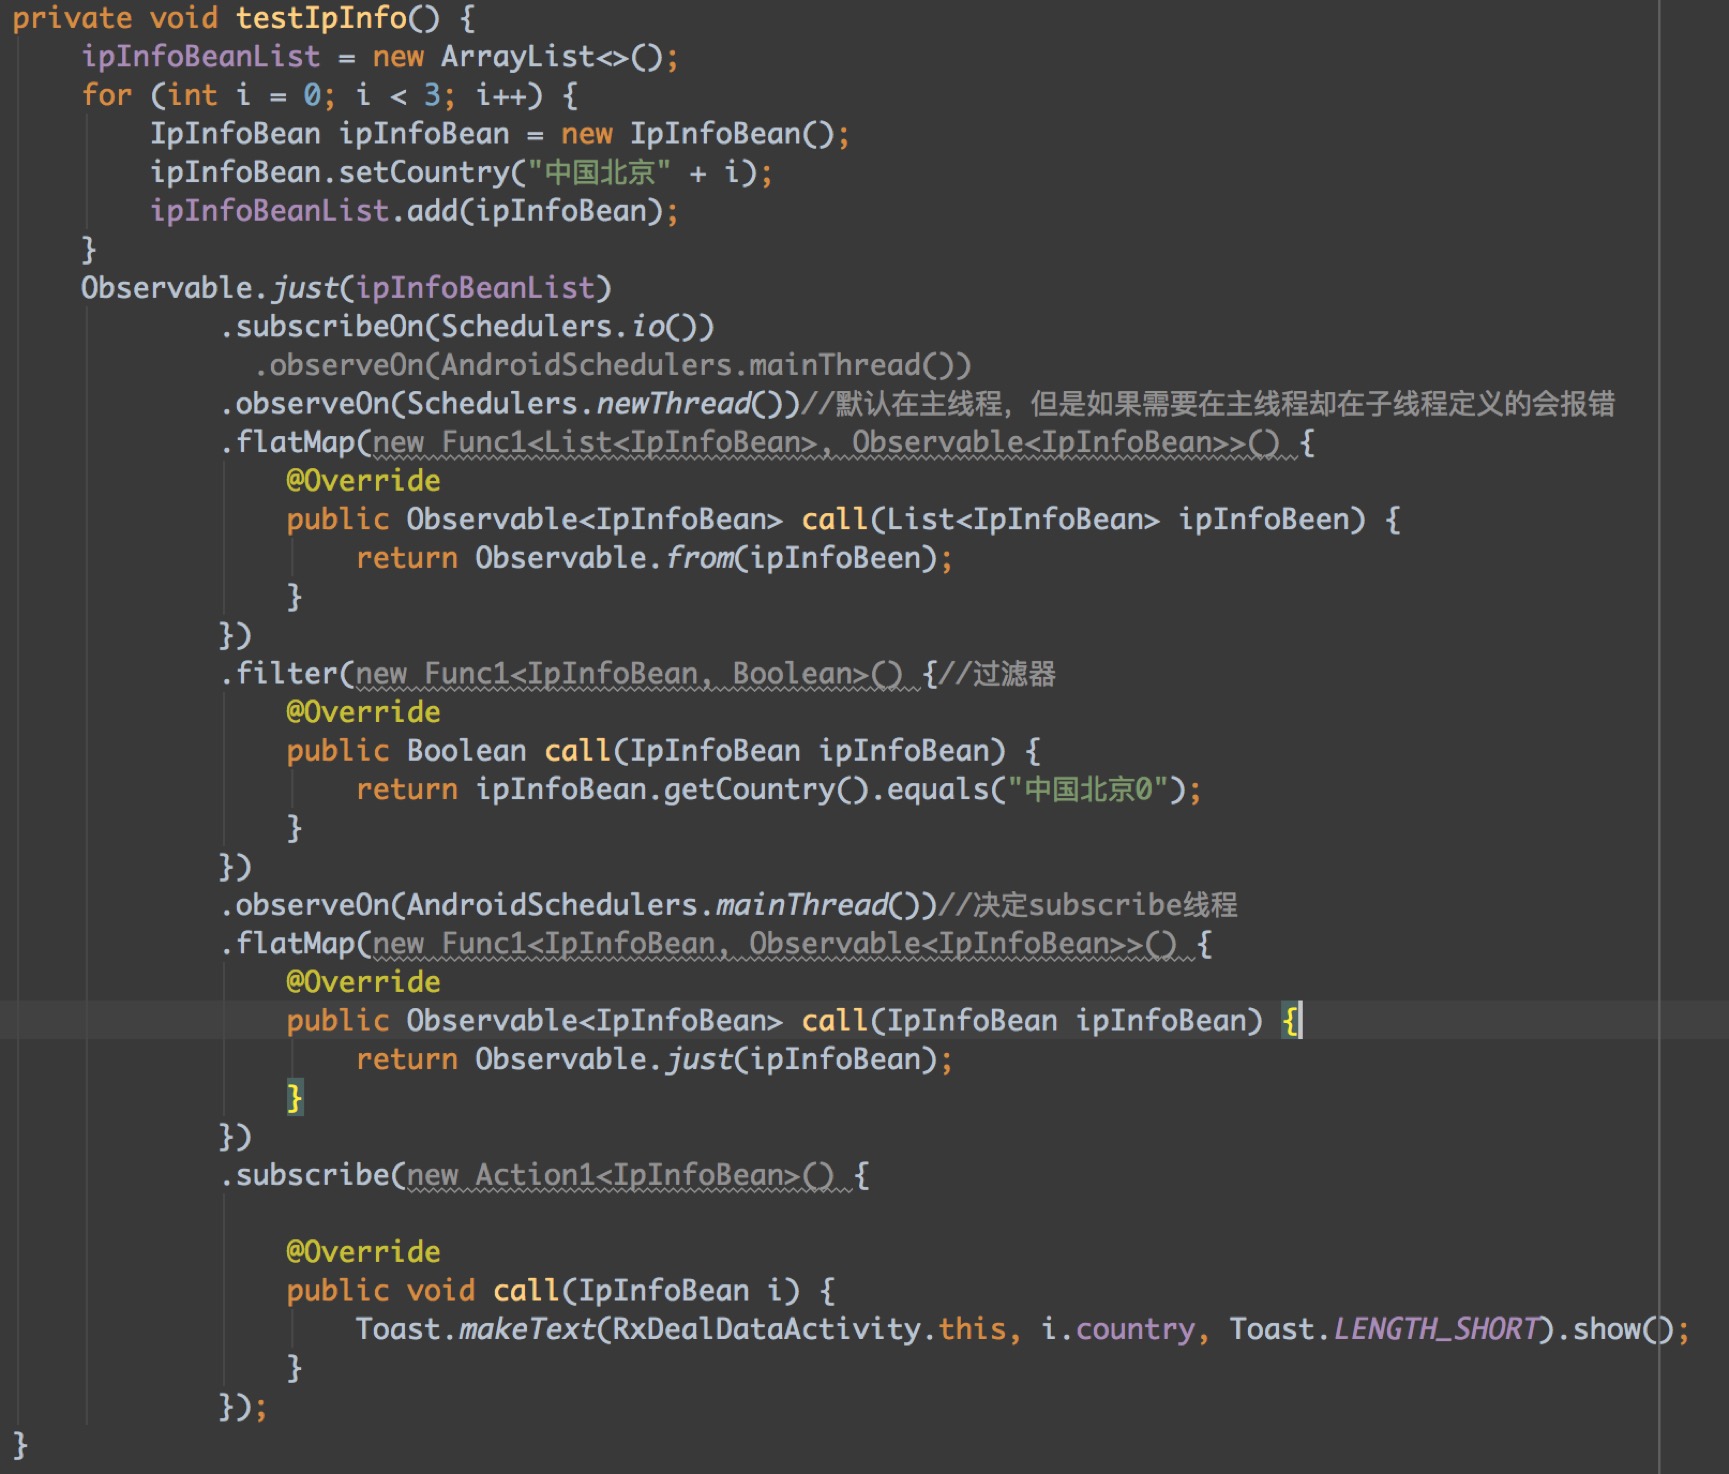 private void testIpInfo() {
ipInfoBeanList = new ArrayList<>();
for (int i = 0; i < 3; i++) {
IpInfoBean ipInfoBean = new IpInfoBean();
ipInfoBean.setCountry("中国北京" + i);
ipInfoBeanList.add(ipInfoBean);
}
Observable.just(ipInfoBeanList)
.subscribeOn(Schedulers.io())
.observeOn(AndroidSchedulers.mainThread())
.observeOn(Schedulers.newThread())//默认在主线程，但是如果需要在主线程却在子线程定义的会报错
.flatMap(new Func1<List<IpInfoBean>, Observable<IpInfoBean>>() {
@Override
public Observable<IpInfoBean> call(List<IpInfoBean> ipInfoBeen) {
return Observable.from(ipInfoBeen);
}
})
.filter(new Func1<IpInfoBean, Boolean>() {//过滤器
@Override
public Boolean call(IpInfoBean ipInfoBean) {
return ipInfoBean.getCountry().equals("中国北京0");
}
})
.observeOn(AndroidSchedulers.mainThread())//决定subscribe线程
.flatMap(new Func1<IpInfoBean, Observable<IpInfoBean>>() {
@Override
public Observable<IpInfoBean> call(IpInfoBean ipInfoBean) {
return Observable.just(ipInfoBean);
}
})
.subscribe(new Action1<IpInfoBean>() {
@Override
public void call(IpInfoBean i) {
Toast.makeText(RxDealDataActivity.this, i.country, Toast.LENGTH_SHORT).show();
}
});
}